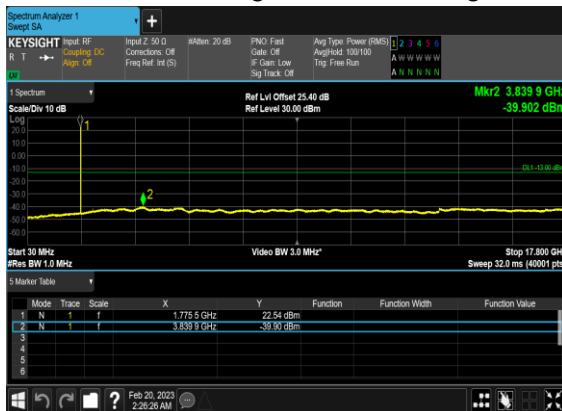 Spectrum Analyzer 1
Swept SA
KEYSIGHT Input: RF Input Z: 50 Ω #Atten: 20 dB PNO: Fast Avg Type: Power (RMS) 1 2 3 4 5 6
R T Coupling: DC Corrections: Off Gate: Off Avg|Hold: 100/100 A W W W W W
Align: Off Freq Ref: Int (S) IF Gain: Low Trig: Free Run
Sig Track: Off A N N N N N
LXI
1 Spectrum
Scale/Div 10 dB Ref Lvl Offset 25.40 dB Mkr2 3.839 9 GHz
Ref Level 30.00 dBm -39.902 dBm
Log
20.0 1
10.0
0.00
-10.0 DL1 -13.00 dBm
-20.0
-30.0
-40.0 2
-50.0
-60.0
Start 30 MHz Video BW 3.0 MHz* Stop 17.800 GHz
#Res BW 1.0 MHz Sweep 32.0 ms (40001 pts)
5 Marker Table
Mode Trace Scale X Y Function Function Width Function Value
1 N 1 f 1.775 5 GHz 22.54 dBm
2 N 1 f 3.839 9 GHz -39.90 dBm
3
4
5
6
? Feb 20, 2023
2:26:26 AM